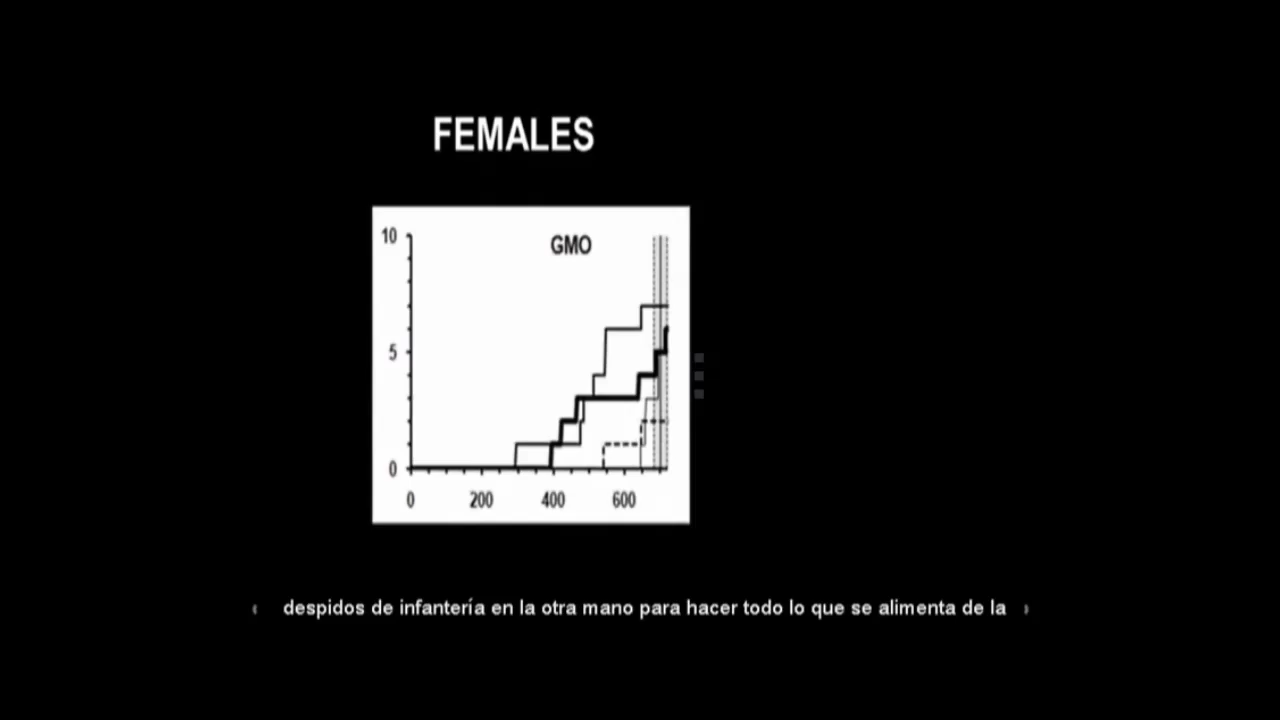 FEMALES
GMO
10
5
0
0 200 400 600
despidos de infantería en la otra mano para hacer todo lo que se alimenta de la